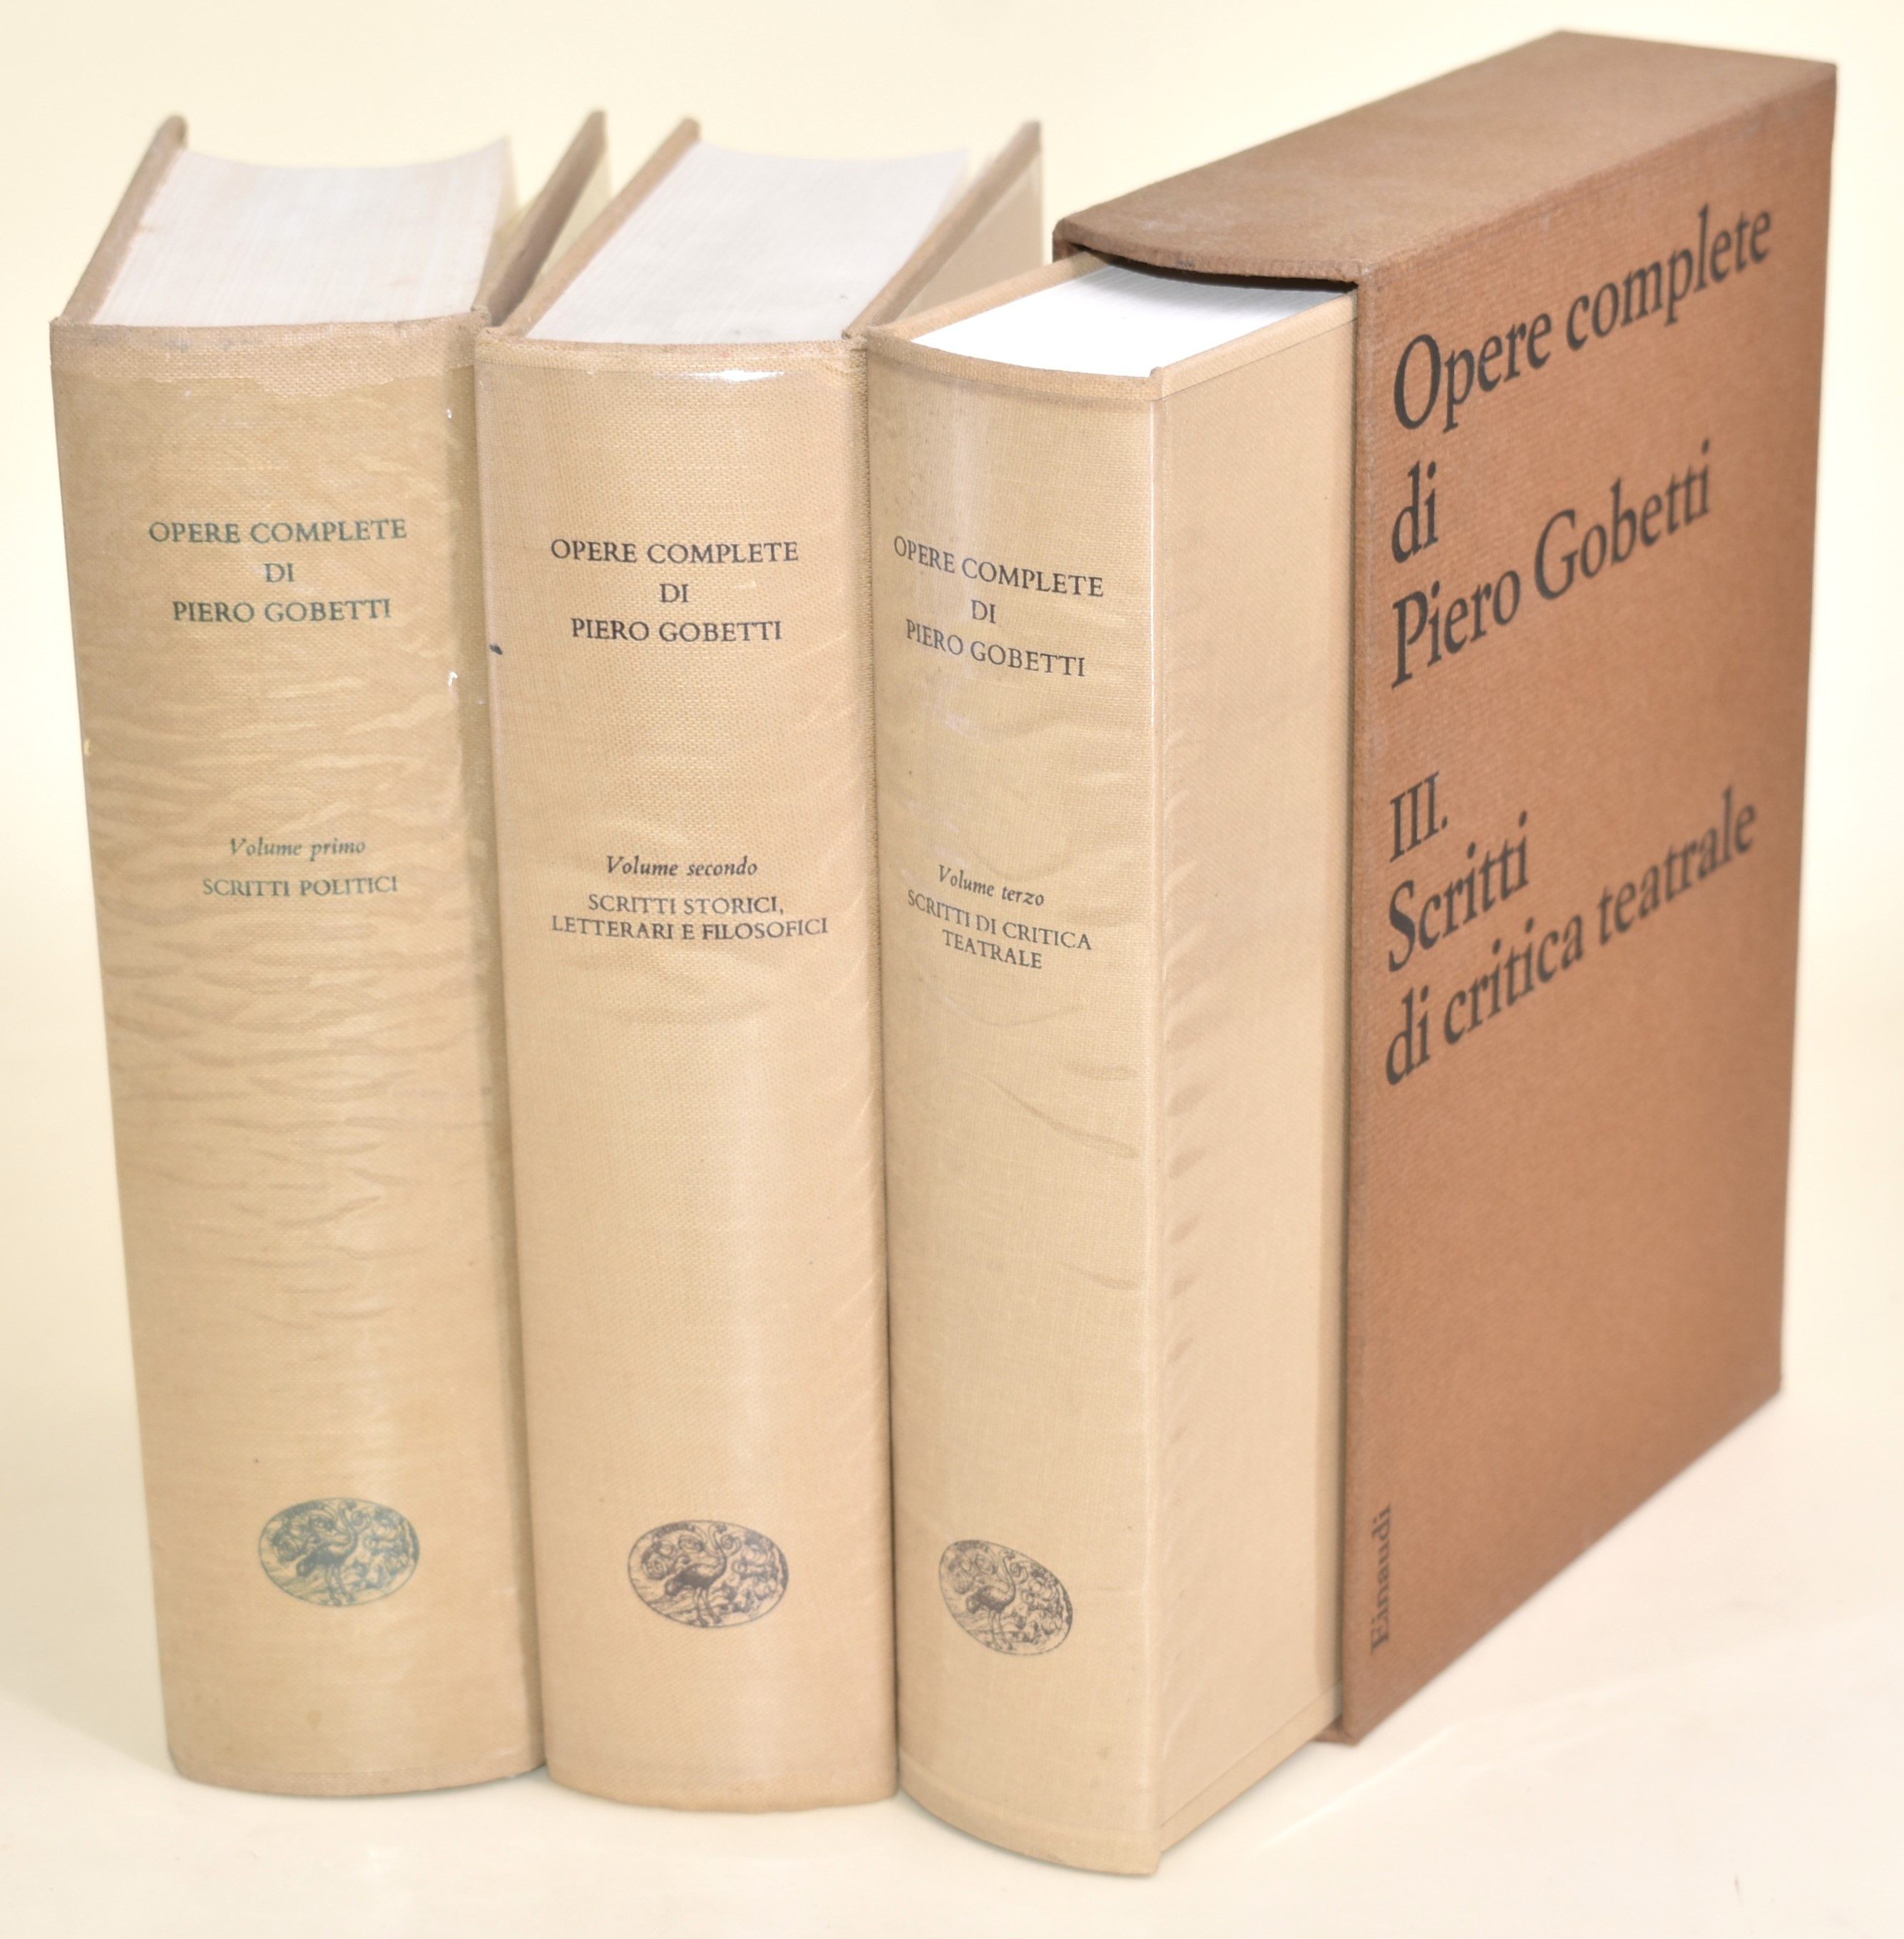 OPERE COMPLETE
DI
PIERO GOBETTI
Volume primo
SCRITTI POLITICI
OPERE COMPLETE
DI
PIERO GOBETTI
Volume secondo
SCRITTI STORICI,
LETTERARI E FILOSOFICI
OPERE COMPLETE
DI
PIERO GOBETTI
Volume terzo
SCRITTI DI CRITICA
TEATRALE
Opere complete
di
Piero Gobetti
III.
Scritti
di critica teatrale
Einaudi